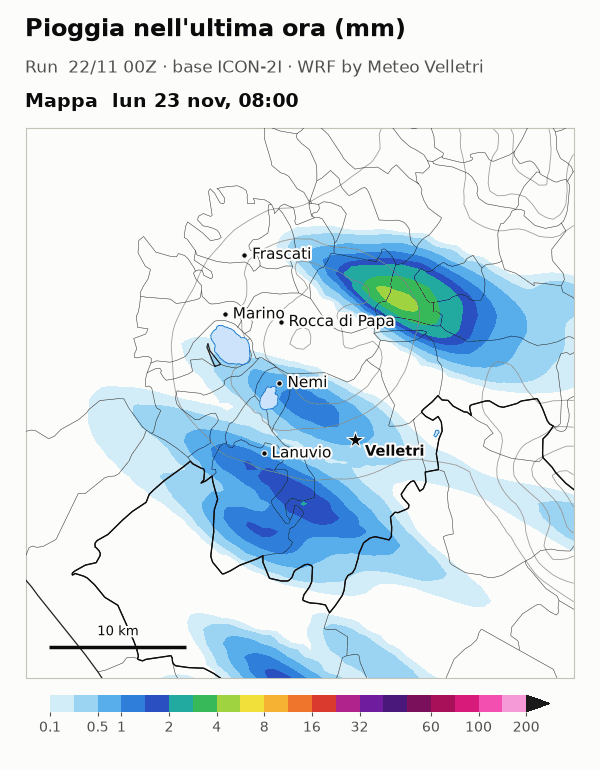 Pioggia nell'ultima ora (mm)
Run  22/11 00Z · base ICON-2I · WRF by Meteo Velletri
Mappa  lun 23 nov, 08:00
Frascati
Marino
Rocca di Papa
Nemi
Velletri
Lanuvio
10 km
0.1 0.5 1 2 4 8 16 32 60 100 200